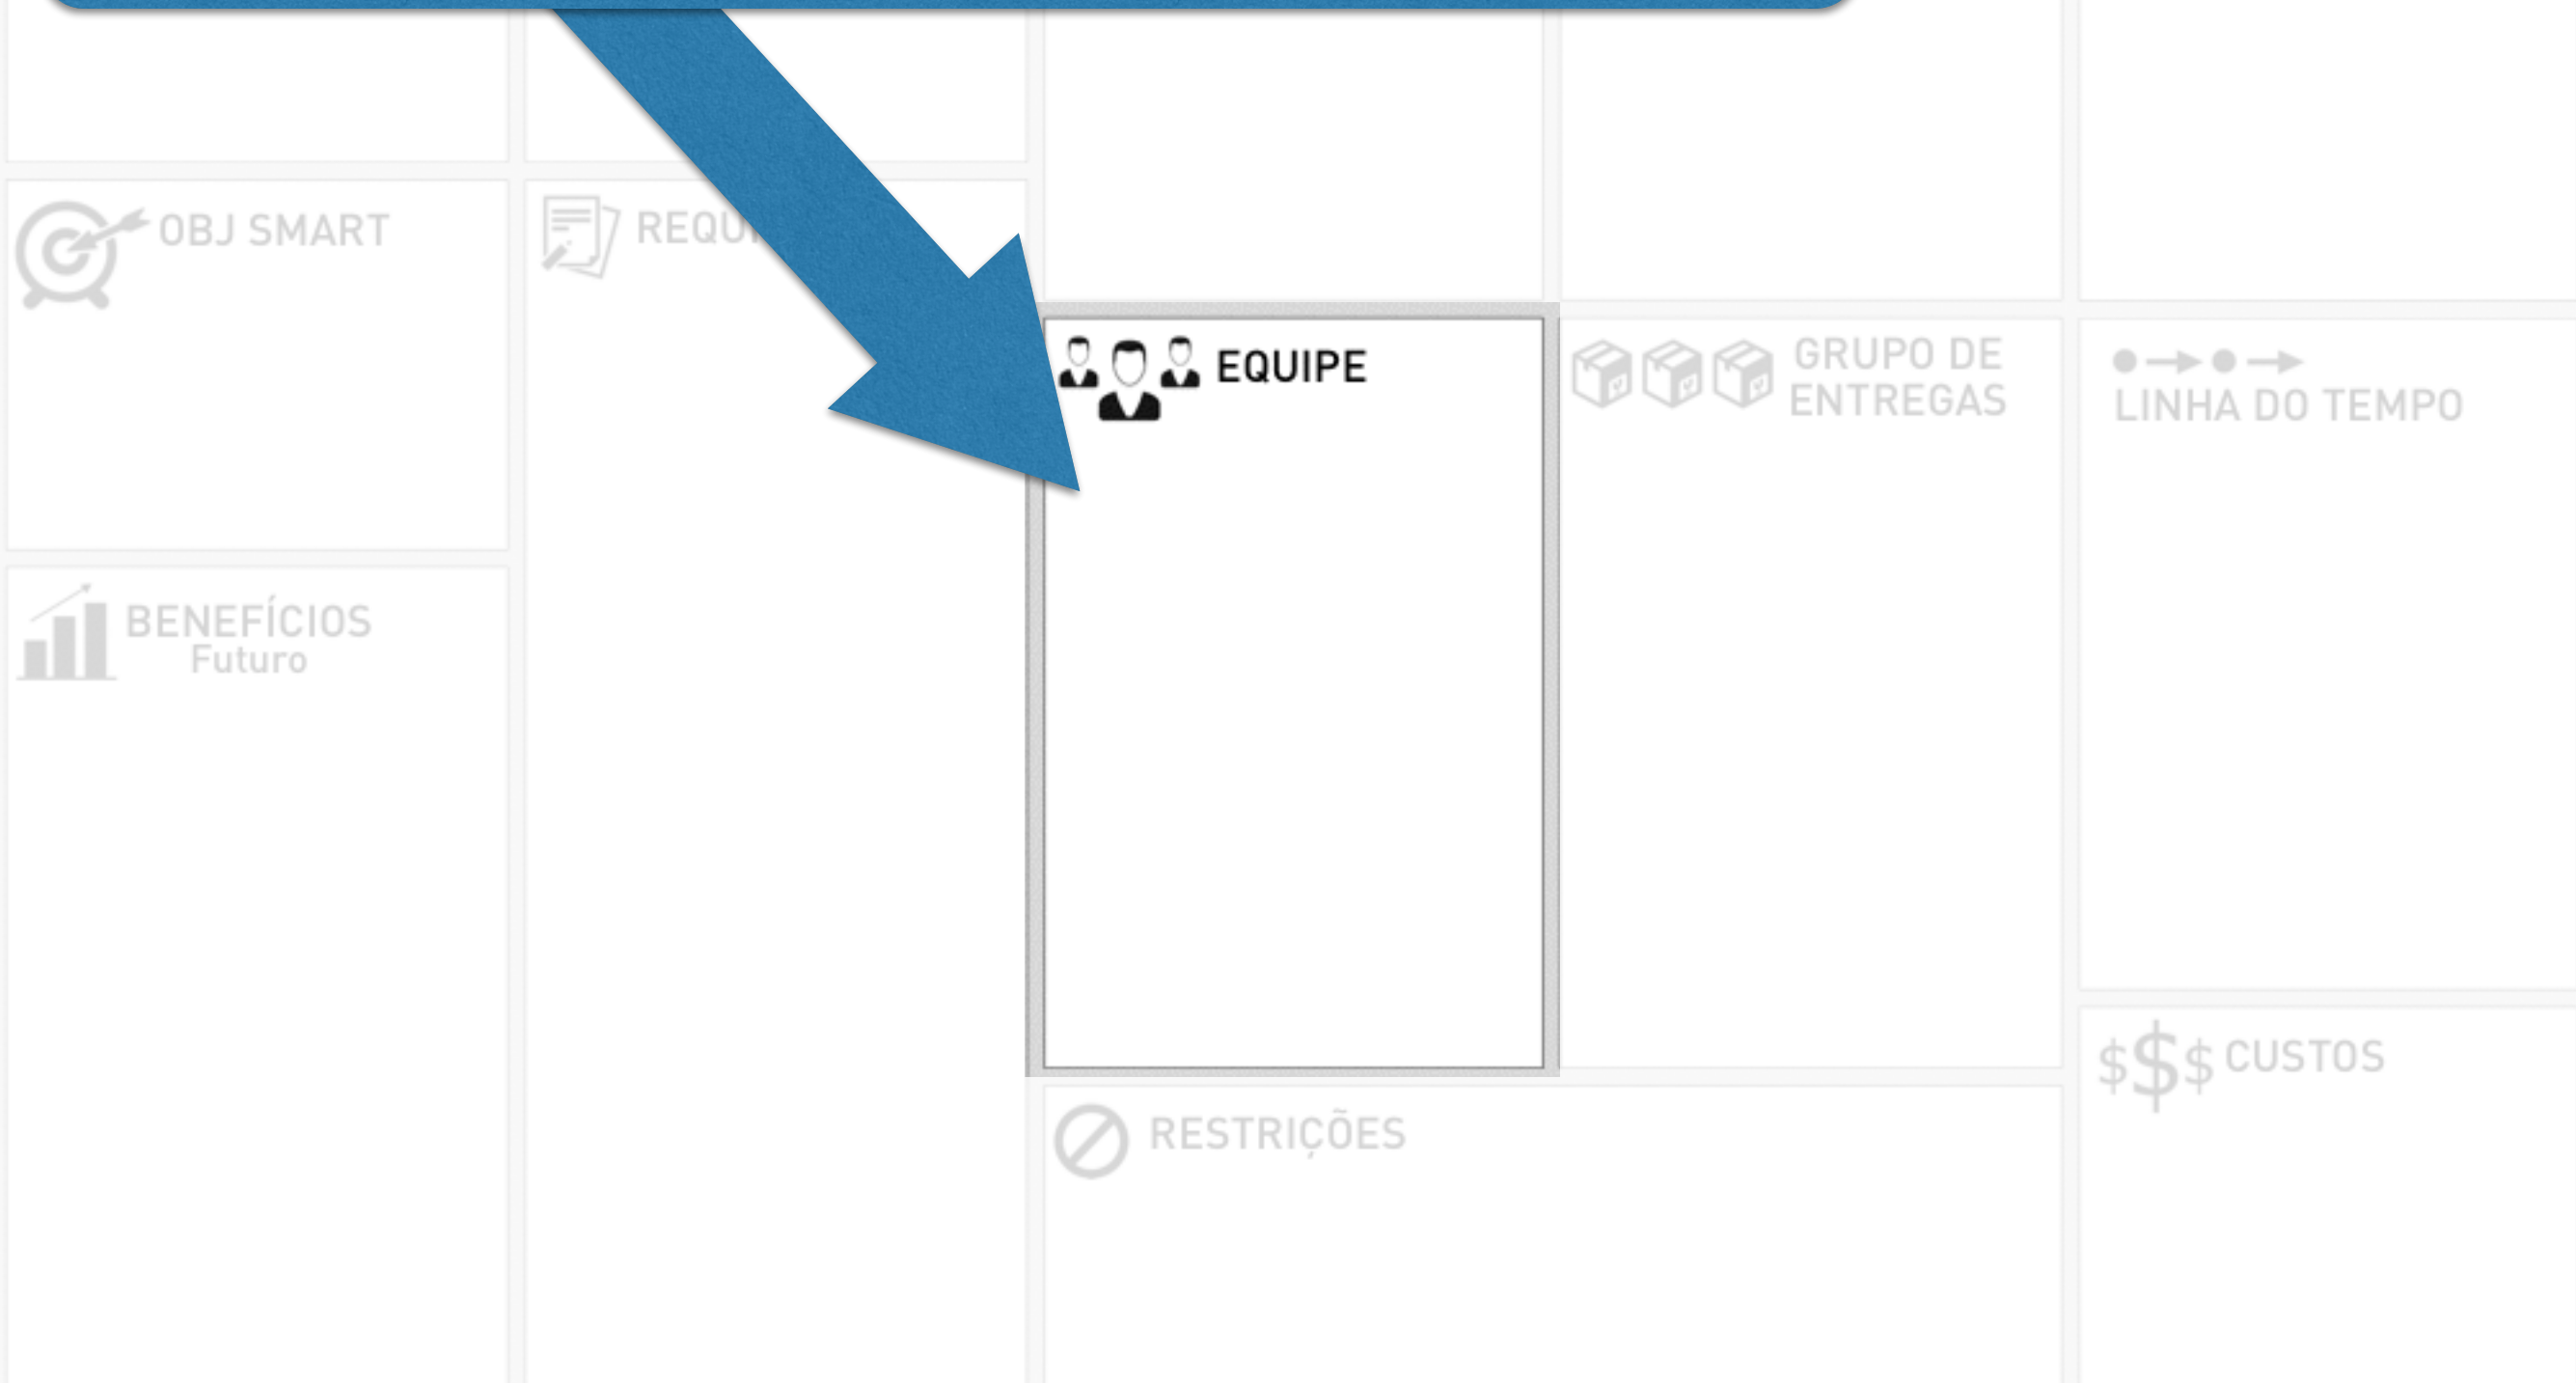 OBJ SMART
EQUIPE
GRUPO DE
ENTREGAS
LINHA DO TEMPO
BENEFÍCIOS
Futuro
$$$ CUSTOS
RESTRIÇÕES